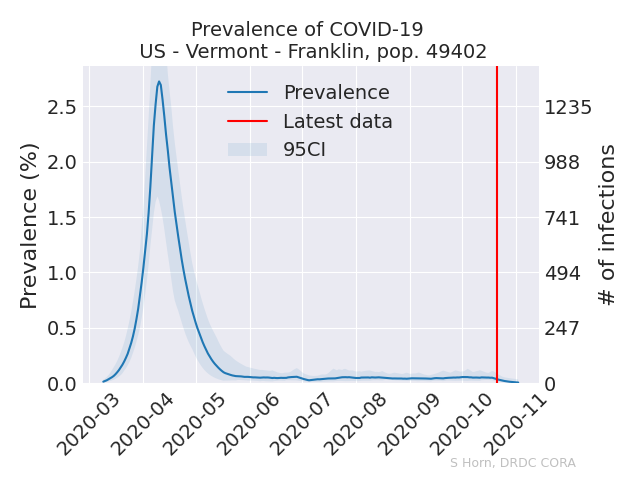 Prevalence of COVID-19
US - Vermont - Franklin, pop. 49402
Prevalence
Latest data
95CI
Prevalence (%)
2.5
2.0
1.5
1.0
0.5
0.0
# of infections
1235
988
741
494
247
0
2020-03
2020-04
2020-05
2020-06
2020-07
2020-08
2020-09
2020-10
2020-11
S Horn, DRDC CORA